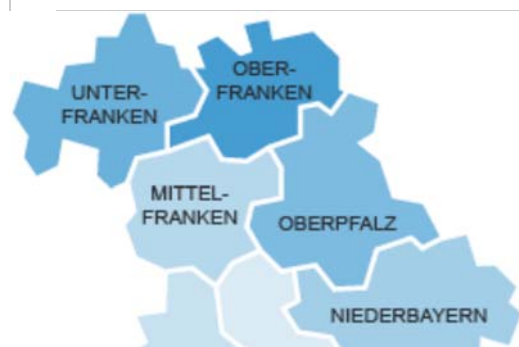 UNTER-
FRANKEN
OBER-
FRANKEN
MITTEL-
FRANKEN
OBERPFALZ
NIEDERBAYERN